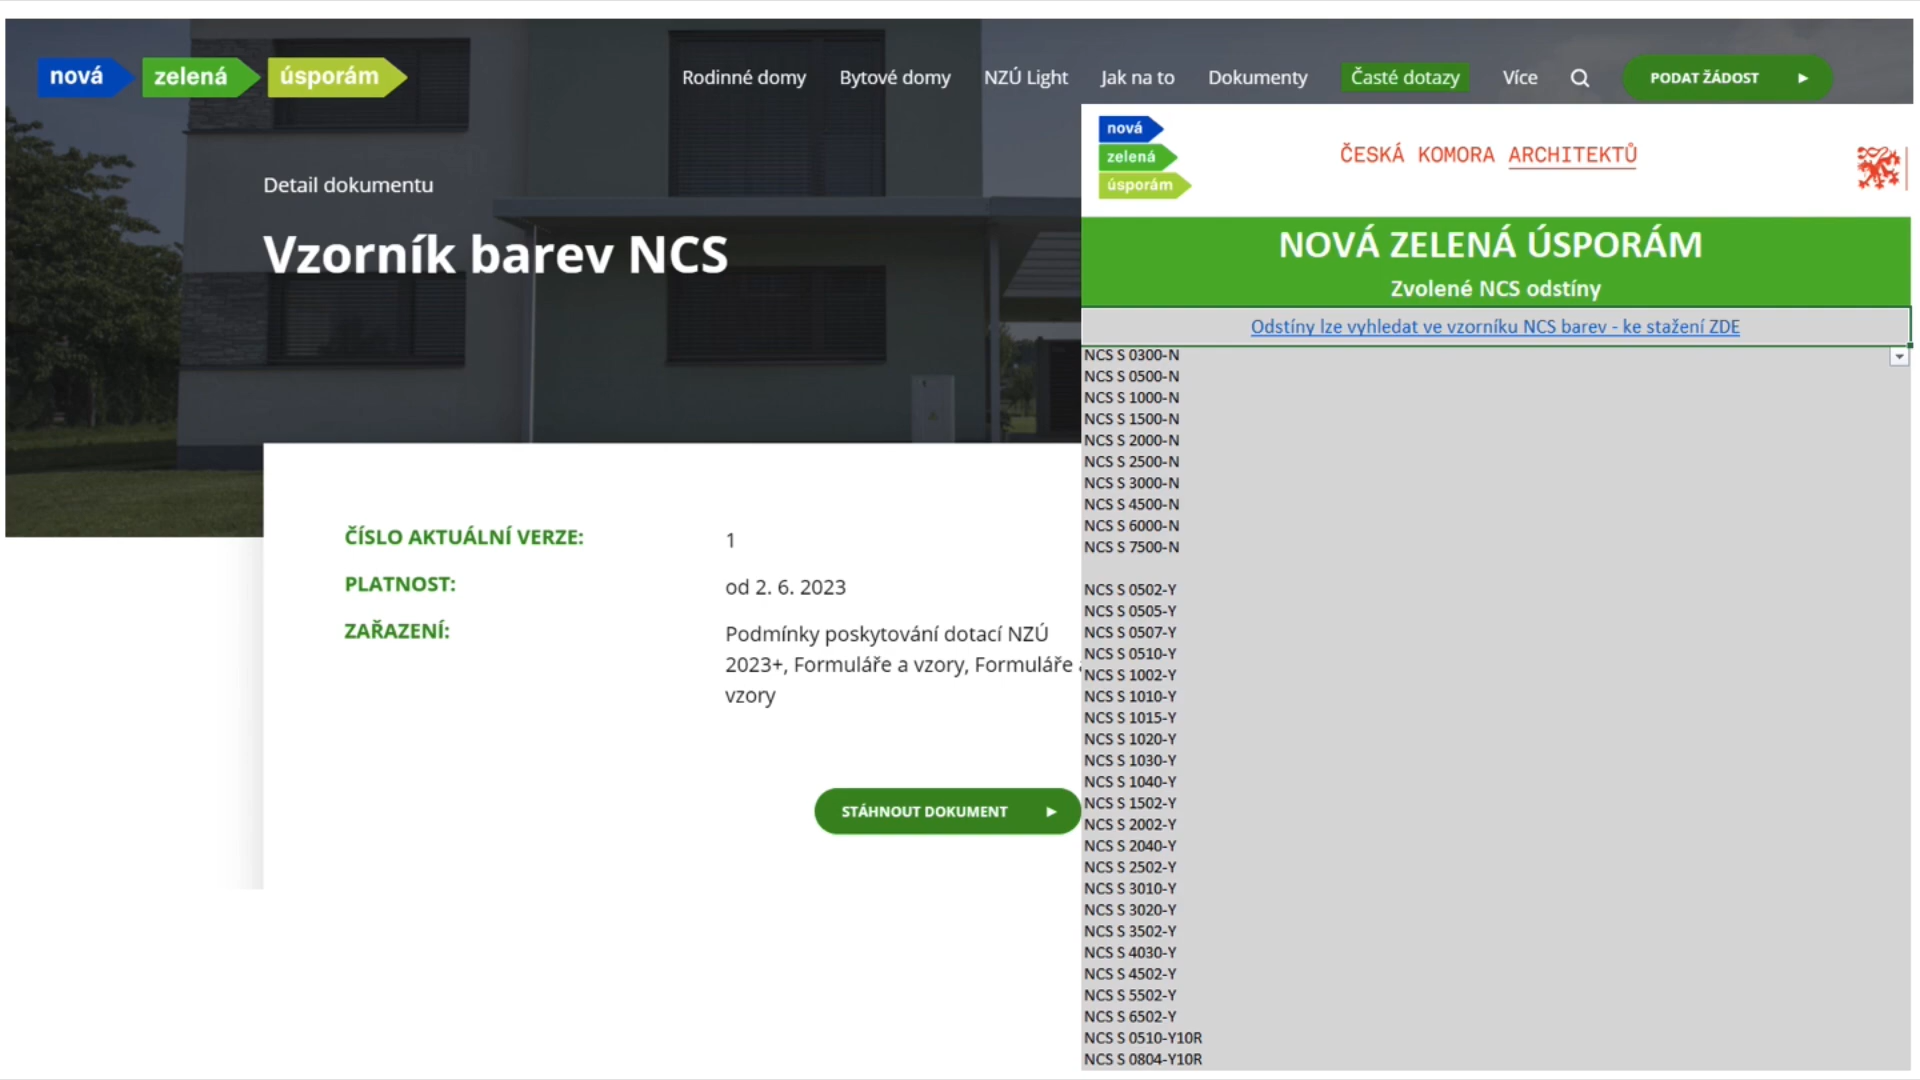 nová zelená úsporám
Rodinné domy Bytové domy NZÚ Light Jak na to Dokumenty Časté dotazy Více PODAT ŽÁDOST
Detail dokumentu
Vzorník barev NCS
ČÍSLO AKTUÁLNÍ VERZE: 1
PLATNOST: od 2. 6. 2023
ZAŘAZENÍ: Podmínky poskytování dotací NZÚ
2023+, Formuláře a vzory, Formuláře a
vzory
STÁHNOUT DOKUMENT
nová
zelená
úsporám
ČESKÁ KOMORA ARCHITEKTŮ
NOVÁ ZELENÁ ÚSPORÁM
Zvolené NCS odstíny
Odstíny lze vyhledat ve vzorníku NCS barev - ke stažení ZDE
NCS S 0300-N
NCS S 0500-N
NCS S 1000-N
NCS S 1500-N
NCS S 2000-N
NCS S 2500-N
NCS S 3000-N
NCS S 4500-N
NCS S 6000-N
NCS S 7500-N
NCS S 0502-Y
NCS S 0505-Y
NCS S 0507-Y
NCS S 0510-Y
NCS S 1002-Y
NCS S 1010-Y
NCS S 1015-Y
NCS S 1020-Y
NCS S 1030-Y
NCS S 1040-Y
NCS S 1502-Y
NCS S 2002-Y
NCS S 2040-Y
NCS S 2502-Y
NCS S 3010-Y
NCS S 3020-Y
NCS S 3502-Y
NCS S 4030-Y
NCS S 4502-Y
NCS S 5502-Y
NCS S 6502-Y
NCS S 0510-Y10R
NCS S 0804-Y10R